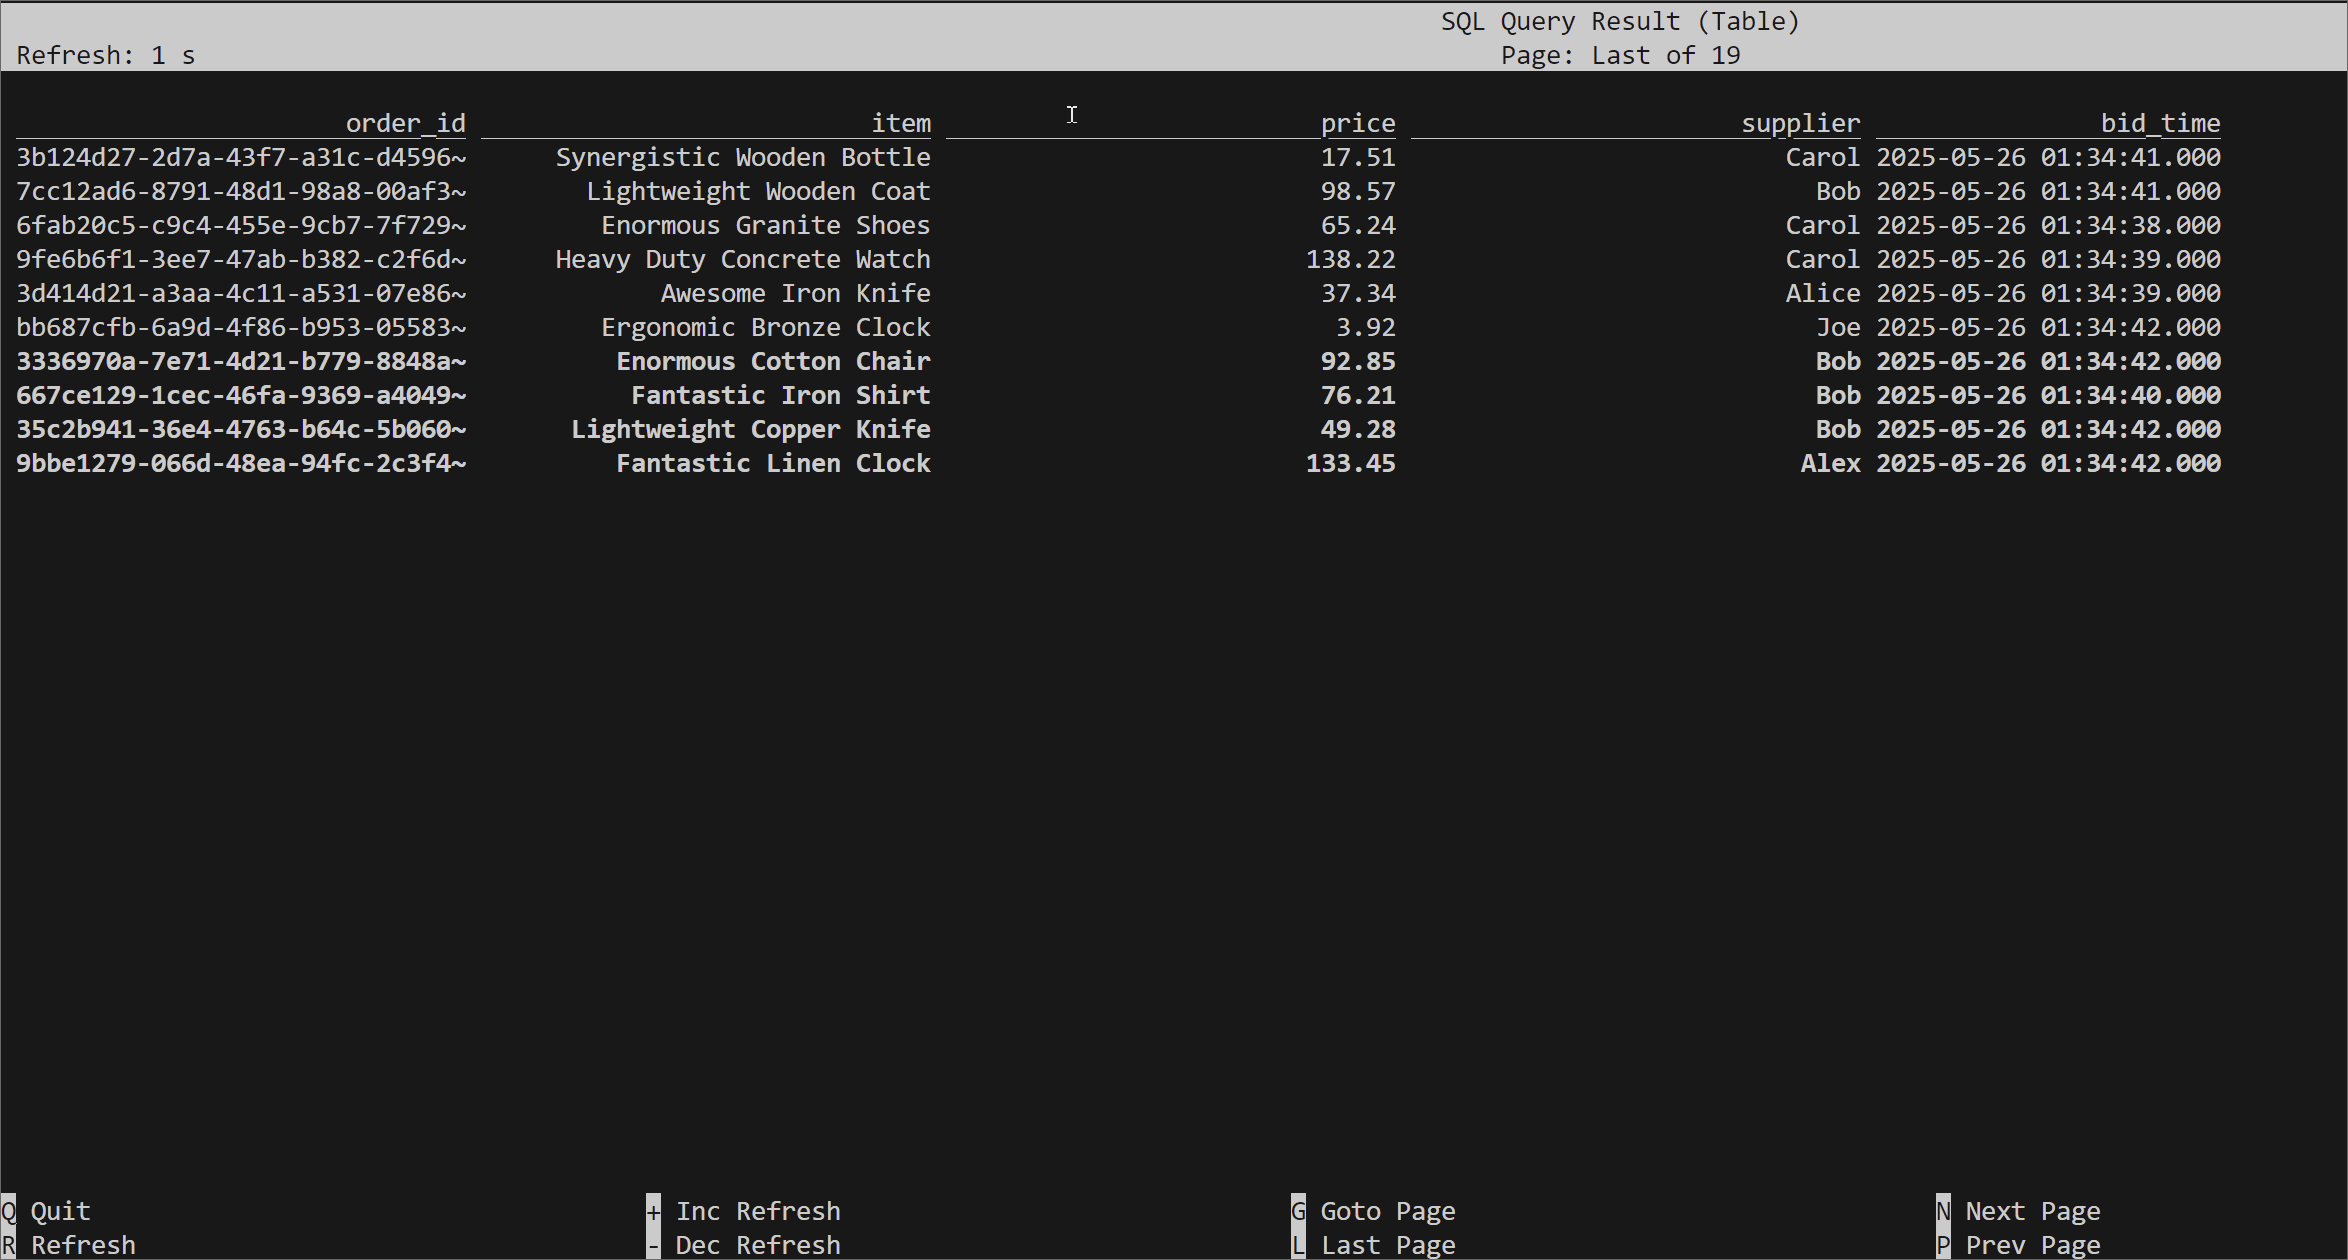 SQL Query Result (Table)
Refresh: 1 s Page: Last of 19
order_id item price supplier bid_time
3b124d27-2d7a-43f7-a31c-d4596~ Synergistic Wooden Bottle 17.51 Carol 2025-05-26 01:34:41.000
7cc12ad6-8791-48d1-98a8-00af3~ Lightweight Wooden Coat 98.57 Bob 2025-05-26 01:34:41.000
6fab20c5-c9c4-455e-9cb7-7f729~ Enormous Granite Shoes 65.24 Carol 2025-05-26 01:34:38.000
9fe6b6f1-3ee7-47ab-b382-c2f6d~ Heavy Duty Concrete Watch 138.22 Carol 2025-05-26 01:34:39.000
3d414d21-a3aa-4c11-a531-07e86~ Awesome Iron Knife 37.34 Alice 2025-05-26 01:34:39.000
bb687cfb-6a9d-4f86-b953-05583~ Ergonomic Bronze Clock 3.92 Joe 2025-05-26 01:34:42.000
3336970a-7e71-4d21-b779-8848a~ Enormous Cotton Chair 92.85 Bob 2025-05-26 01:34:42.000
667ce129-1cec-46fa-9369-a4049~ Fantastic Iron Shirt 76.21 Bob 2025-05-26 01:34:40.000
35c2b941-36e4-4763-b64c-5b060~ Lightweight Copper Knife 49.28 Bob 2025-05-26 01:34:42.000
9bbe1279-066d-48ea-94fc-2c3f4~ Fantastic Linen Clock 133.45 Alex 2025-05-26 01:34:42.000
Q Quit + Inc Refresh G Goto Page N Next Page
R Refresh - Dec Refresh L Last Page P Prev Page